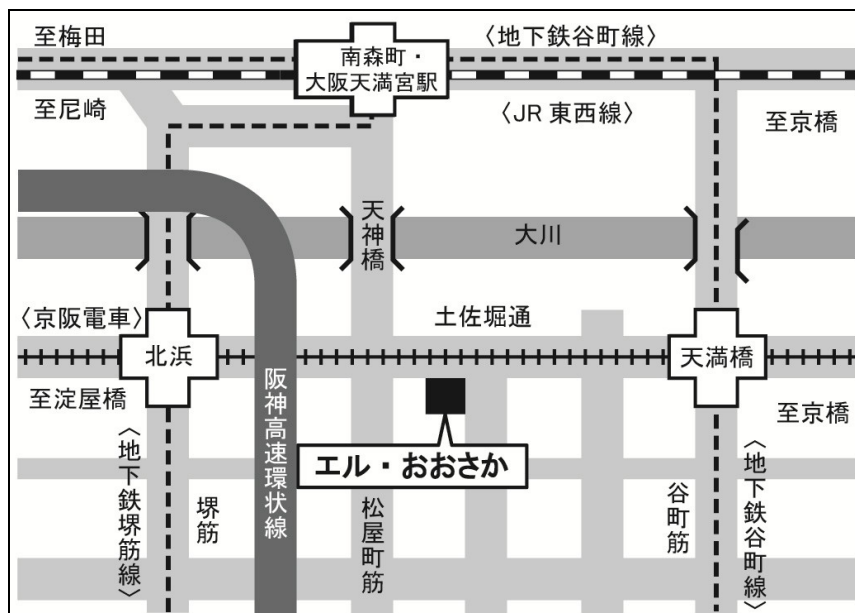 至梅田
南森町・
大阪天満宮駅
〈地下鉄谷町線〉
至尼崎
〈JR東西線〉
至京橋
天神橋
大川
〈京阪電車〉
土佐堀通
北浜
天満橋
至淀屋橋
至京橋
エル・おおさか
〈地下鉄堺筋線〉
堺筋
阪神高速環状線
松屋町筋
谷町筋
〈地下鉄谷町線〉